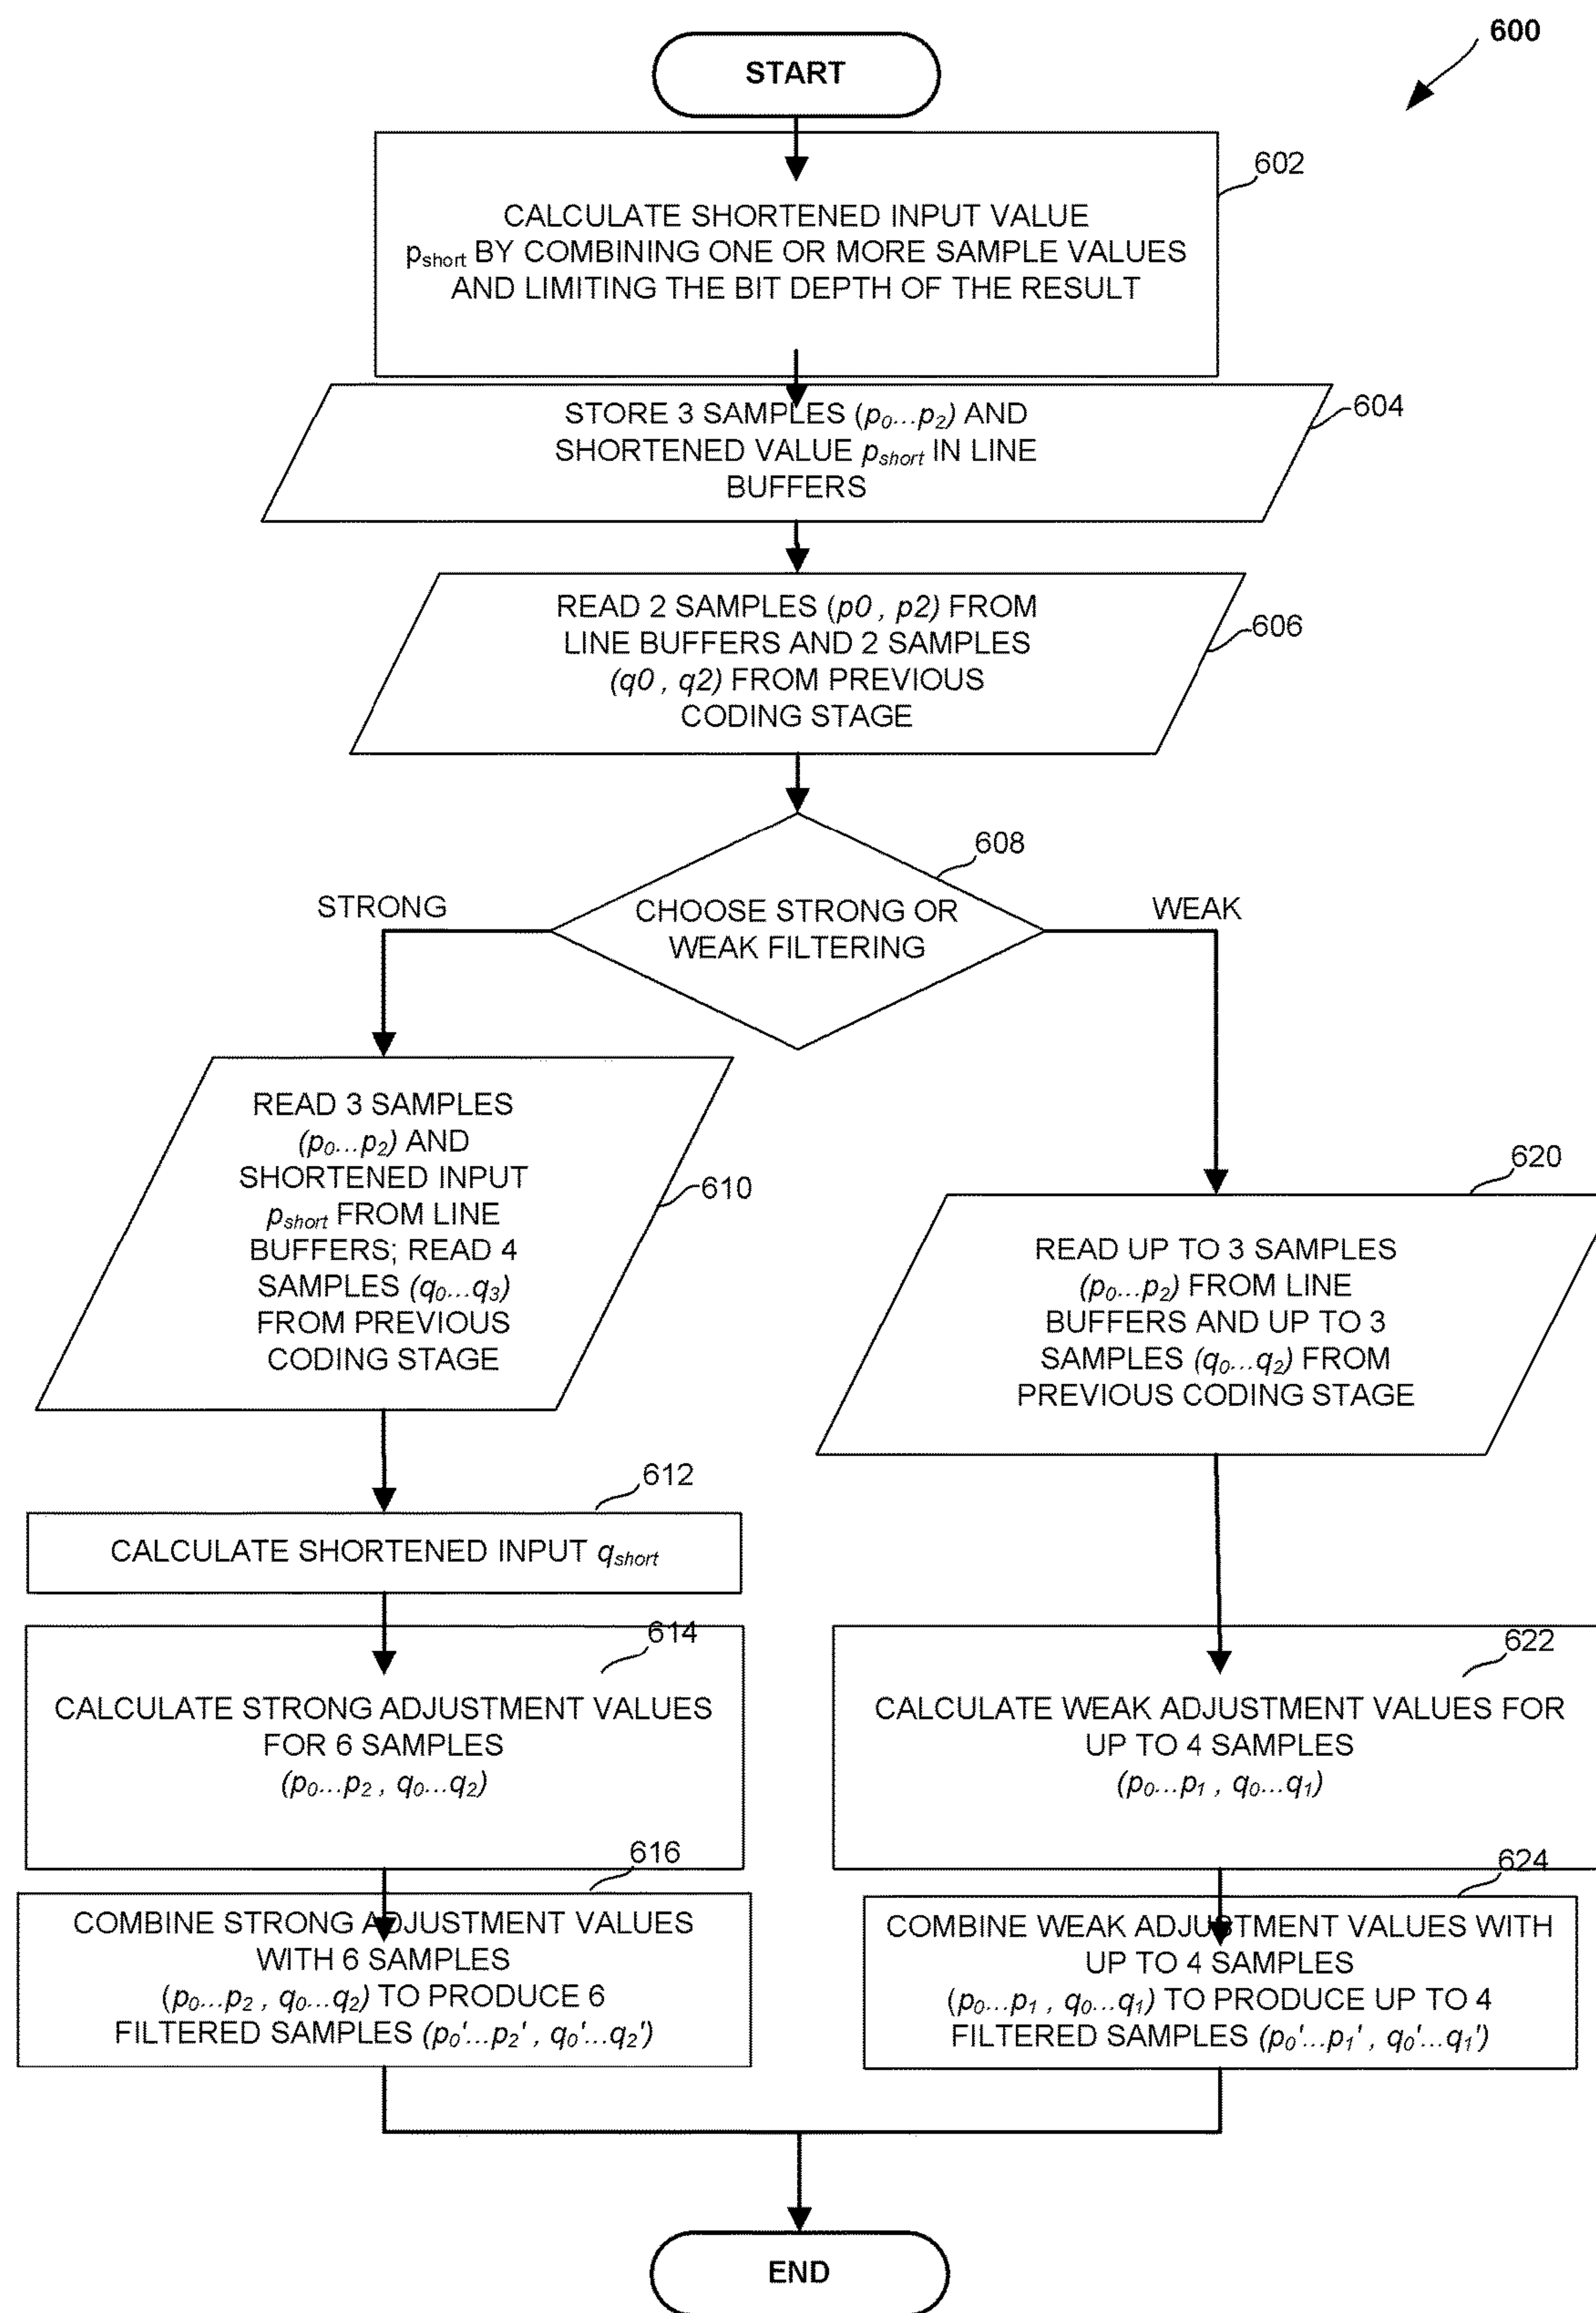 600
START
602
CALCULATE SHORTENED INPUT VALUE
pshort BY COMBINING ONE OR MORE SAMPLE VALUES
AND LIMITING THE BIT DEPTH OF THE RESULT
604
STORE 3 SAMPLES (p0...p2) AND
SHORTENED VALUE pshort IN LINE
BUFFERS
606
READ 2 SAMPLES (p0 , p2) FROM
LINE BUFFERS AND 2 SAMPLES
(q0 , q2) FROM PREVIOUS
CODING STAGE
608
STRONG
WEAK
CHOOSE STRONG OR
WEAK FILTERING
610
READ 3 SAMPLES
(p0...p2) AND
SHORTENED INPUT
pshort FROM LINE
BUFFERS; READ 4
SAMPLES (q0...q3)
FROM PREVIOUS
CODING STAGE
620
READ UP TO 3 SAMPLES
(p0...p2) FROM LINE
BUFFERS AND UP TO 3
SAMPLES (q0...q2) FROM
PREVIOUS CODING STAGE
612
CALCULATE SHORTENED INPUT qshort
614
CALCULATE STRONG ADJUSTMENT VALUES
FOR 6 SAMPLES
(p0...p2 , q0...q2)
622
CALCULATE WEAK ADJUSTMENT VALUES FOR
UP TO 4 SAMPLES
(p0...p1 , q0...q1)
616
COMBINE STRONG ADJUSTMENT VALUES
WITH 6 SAMPLES
(p0...p2 , q0...q2) TO PRODUCE 6
FILTERED SAMPLES (p0'...p2' , q0'...q2')
624
COMBINE WEAK ADJUSTMENT VALUES WITH
UP TO 4 SAMPLES
(p0...p1 , q0...q1) TO PRODUCE UP TO 4
FILTERED SAMPLES (p0'...p1' , q0'...q1')
END